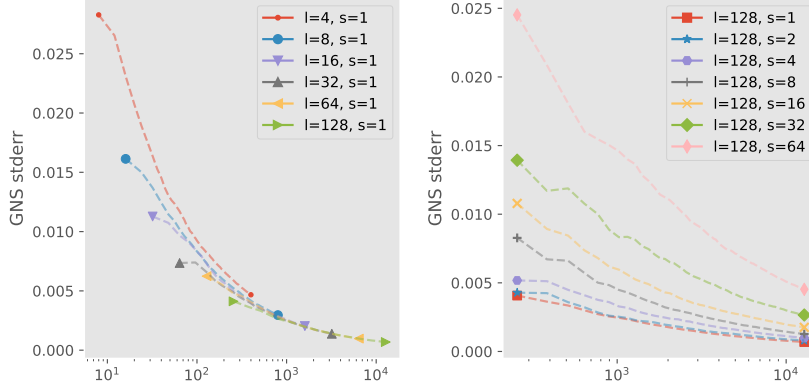 GNS stderr
0.025
0.020
0.015
0.010
0.005
0.000
10¹
10²
10³
10⁴
l=4, s=1
l=8, s=1
l=16, s=1
l=32, s=1
l=64, s=1
l=128, s=1
GNS stderr
0.025
0.020
0.015
0.010
0.005
0.000
10³
10⁴
l=128, s=1
l=128, s=2
l=128, s=4
l=128, s=8
l=128, s=16
l=128, s=32
l=128, s=64